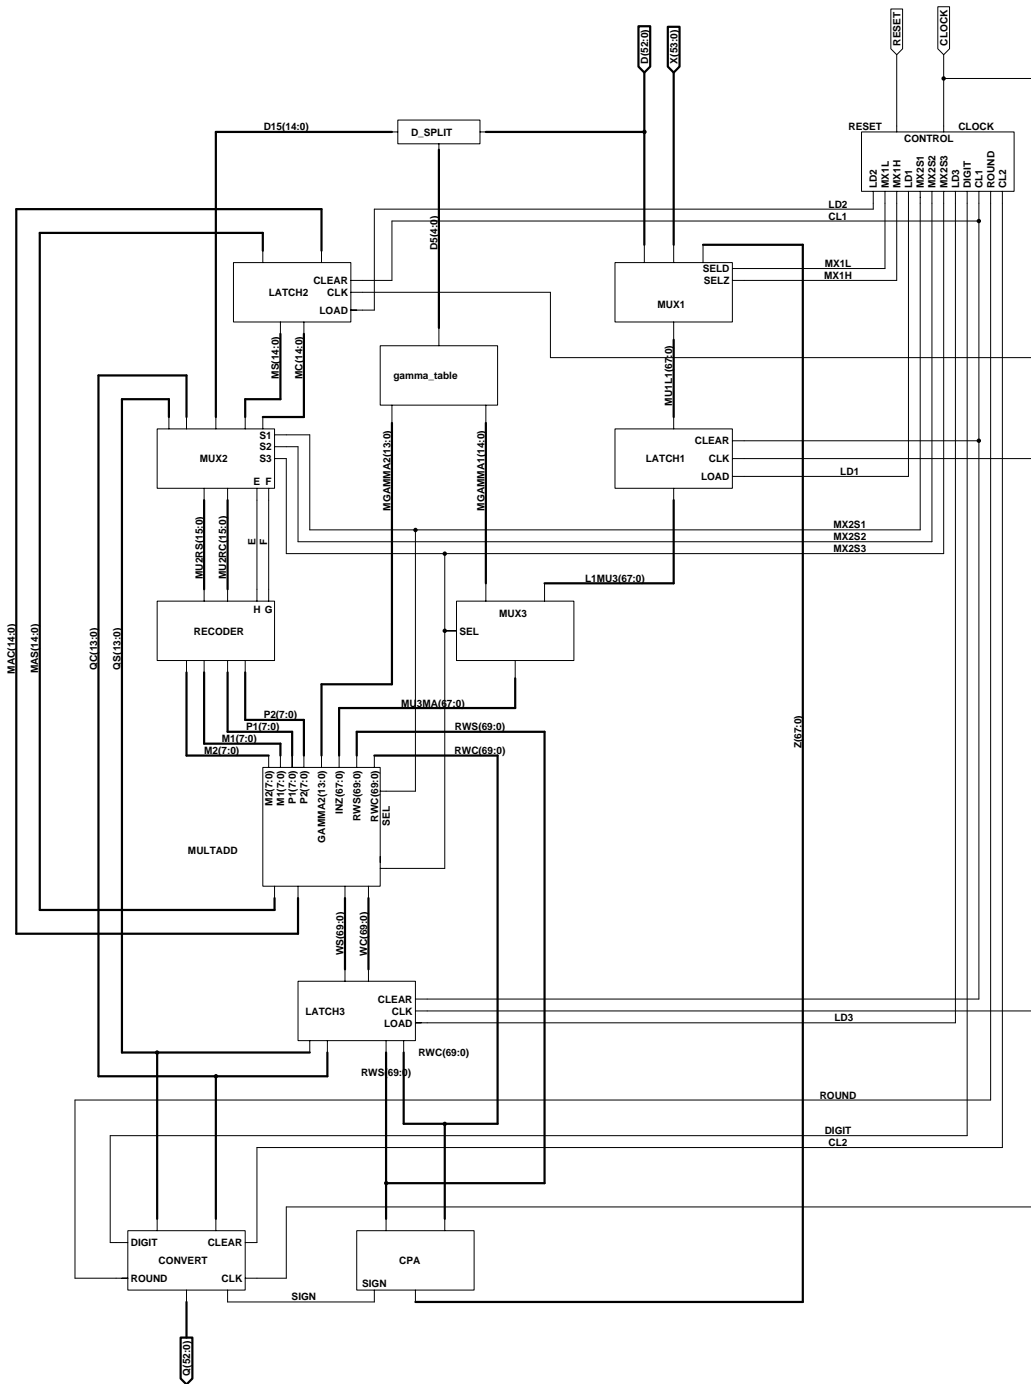 RESET
CLOCK
D(52:0)
X(53:0)
D15(14:0)
D_SPLIT
RESET
CLOCK
CONTROL
LD2
MX1L
MX1H
LD1
MX2S1
MX2S2
MX2S3
LD3
DIGIT
CL1
ROUND
CL2
LD2
CL1
D5(4:0)
CLEAR
LATCH2
CLK
LOAD
SELD
SELZ
MUX1
MX1L
MX1H
MS(14:0)
MC(14:0)
gamma_table
MU1L1(67:0)
S1
S2
S3
MUX2
E
F
MGAMMA2(13:0)
MGAMMA1(14:0)
CLEAR
LATCH1
CLK
LOAD
LD1
MU2RS(15:0)
MU2RC(15:0)
E
F
MX2S1
MX2S2
MX2S3
L1MU3(67:0)
H G
RECODER
MUX3
SEL
MAC(14:0)
MAS(14:0)
QC(13:0)
QS(13:0)
P2(7:0)
P1(7:0)
M1(7:0)
M2(7:0)
MU3MA(67:0)
RWS(69:0)
RWC(69:0)
Z(67:0)
M2(7:0)
M1(7:0)
P1(7:0)
P2(7:0)
GAMMA2(13:0)
INZ(67:0)
RWS(69:0)
RWC(69:0)
SEL
MULTADD
WS(69:0)
WC(69:0)
CLEAR
LATCH3
CLK
LOAD
LD3
RWC(69:0)
RWS(69:0)
ROUND
DIGIT
CL2
DIGIT
CLEAR
CONVERT
ROUND
CLK
CPA
SIGN
SIGN
Q(52:0)